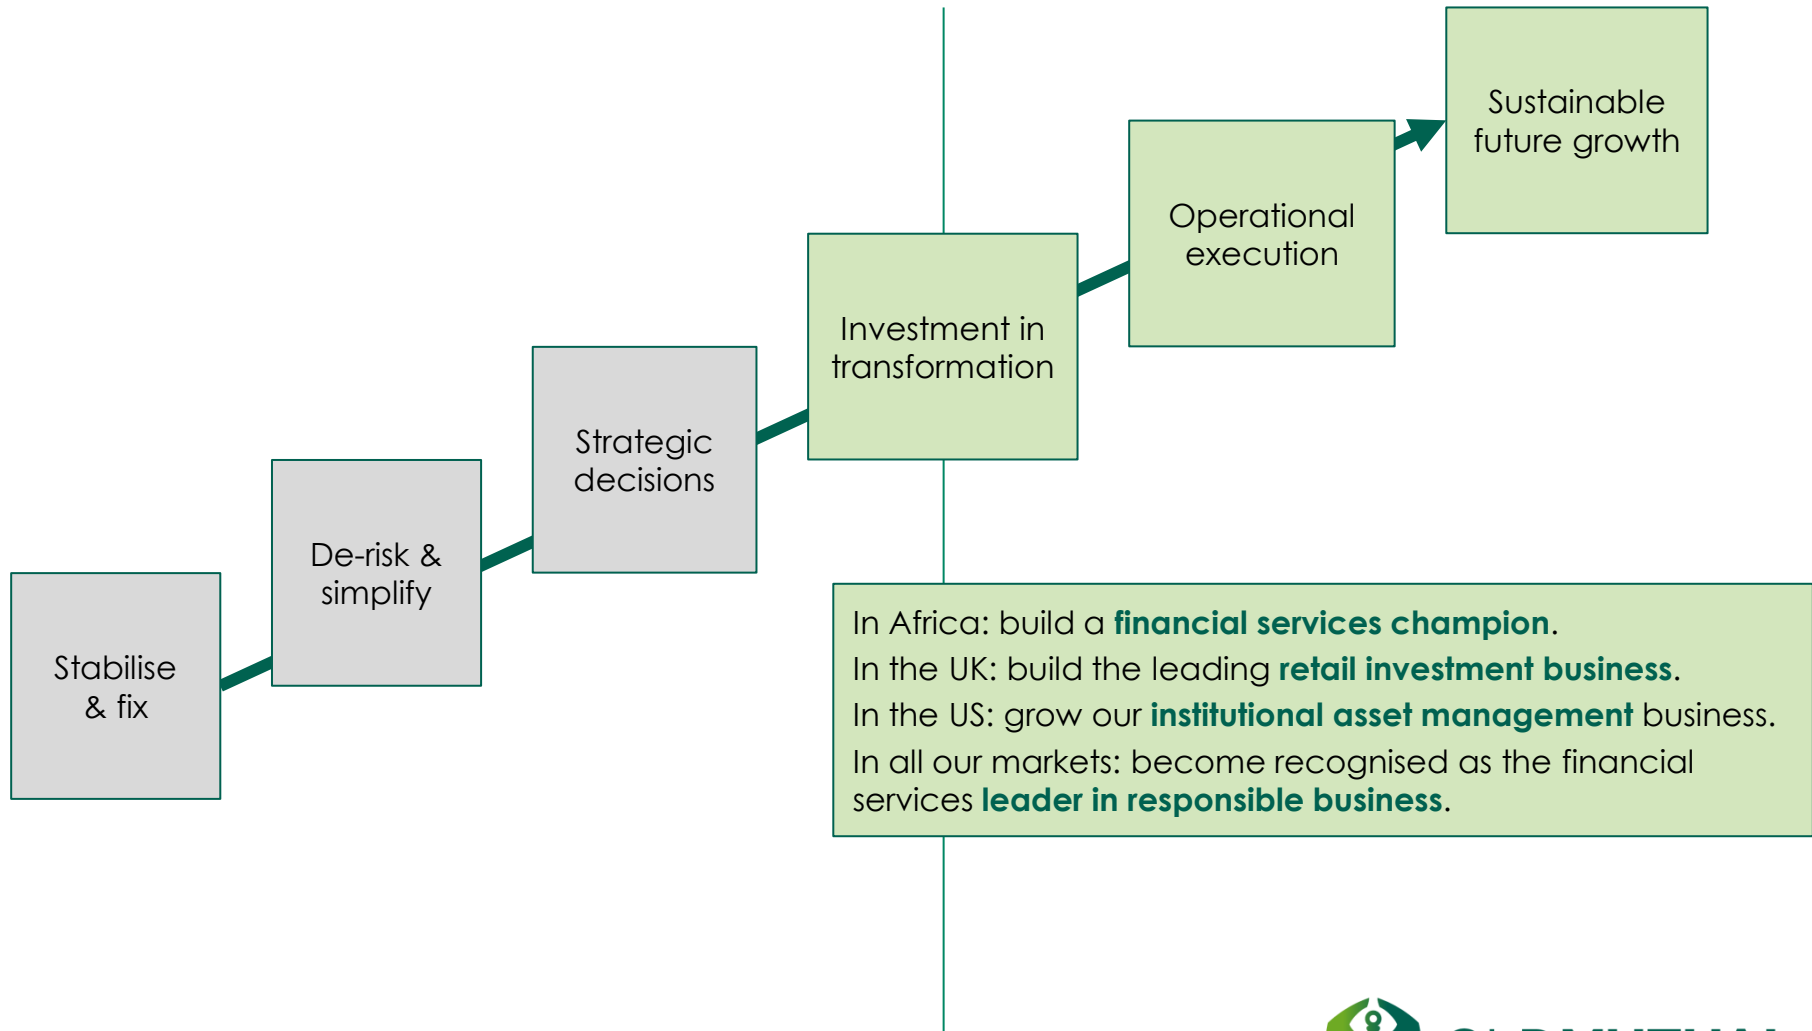 Sustainable
future growth
Operational
execution
Investment in
transformation
Strategic
decisions
De-risk &
simplify
Stabilise
& fix
In Africa: build a financial services champion.
In the UK: build the leading retail investment business.
In the US: grow our institutional asset management business.
In all our markets: become recognised as the financial
services leader in responsible business.